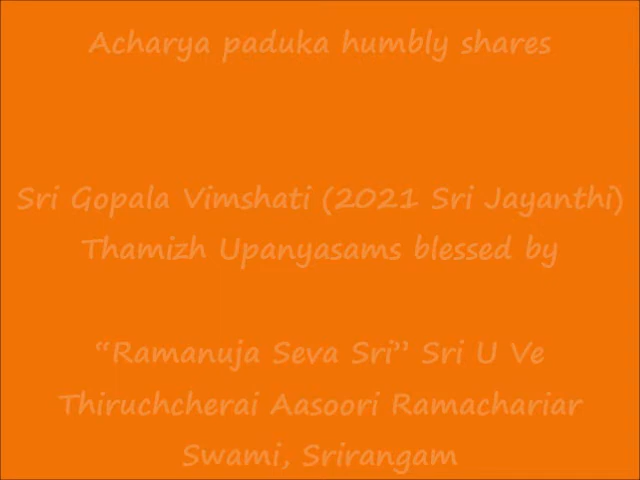 Acharya paduka humbly shares
Sri Gopala Vimshati (2021 Sri Jayanthi)
Thamizh Upanyasams blessed by
“Ramanuja Seva Sri” Sri U Ve
Thiruchcherai Aasoori Ramachariar
Swami, Srirangam